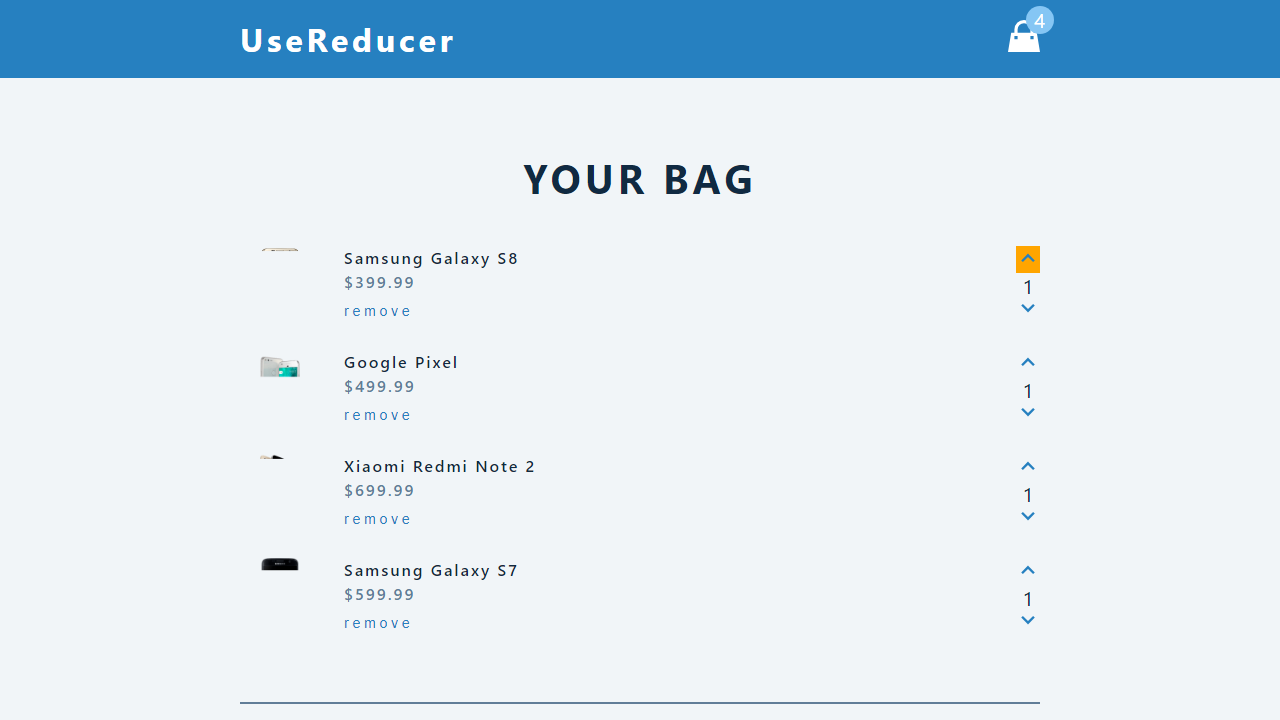 UseReducer
4
YOUR BAG
Samsung Galaxy S8
$399.99
remove
1
Google Pixel
$499.99
remove
1
Xiaomi Redmi Note 2
$699.99
remove
1
Samsung Galaxy S7
$599.99
remove
1